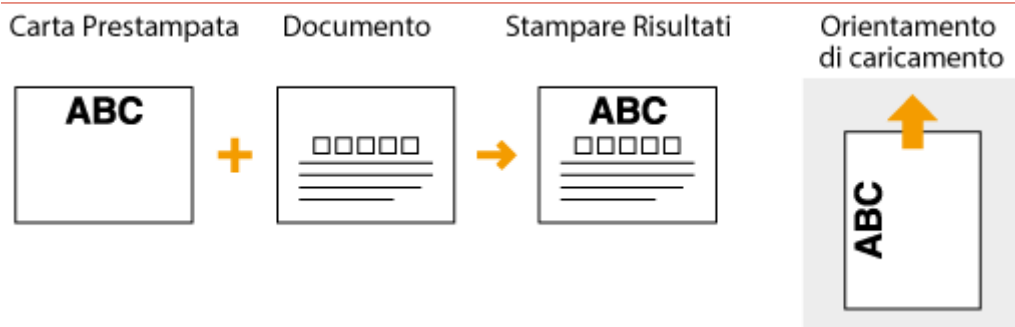 Carta Prestampata
Documento
Stampare Risultati
Orientamento
di caricamento
ABC
ABC
ABC